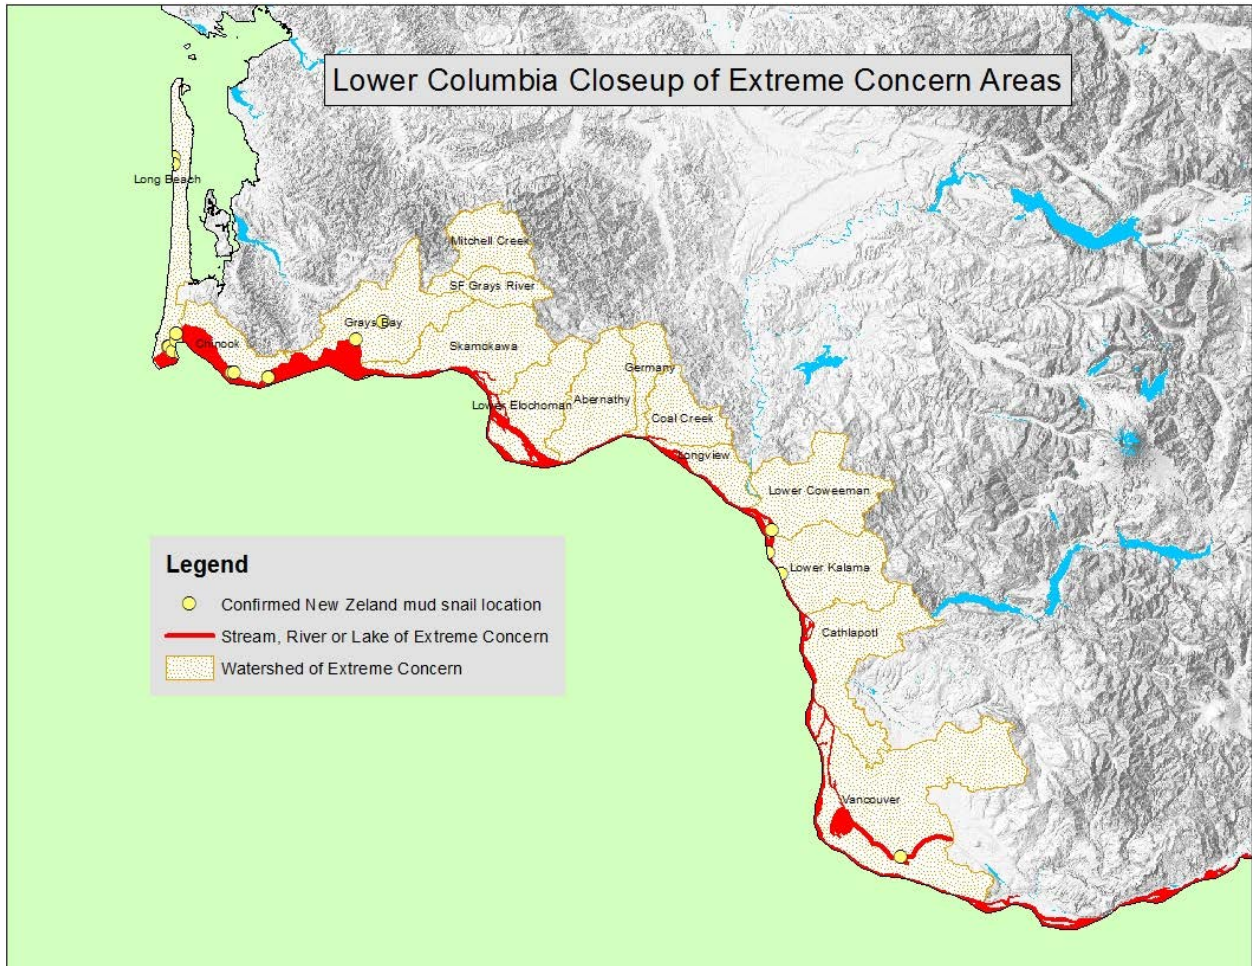 Lower Columbia Closeup of Extreme Concern Areas
Long Beach
Mitchell Creek
SF Grays River
Grays Bay
Chinook
Skamokawa
Germany
Lower Elochoman
Abernathy
Coal Creek
Longview
Lower Coweeman
Lower Kalama
Cathlapotl
Vancouver
Legend
Confirmed New Zeland mud snail location
Stream, River or Lake of Extreme Concern
Watershed of Extreme Concern